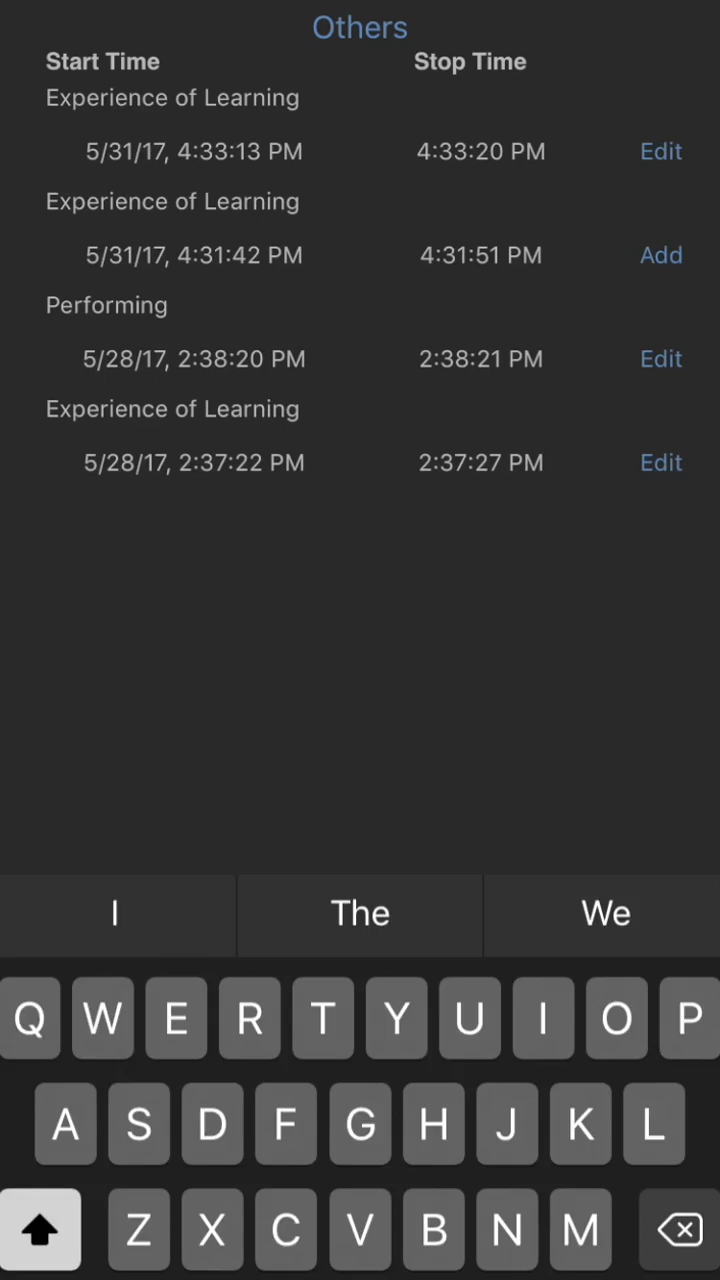 Others
Start Time Stop Time
Experience of Learning
5/31/17, 4:33:13 PM 4:33:20 PM Edit
Experience of Learning
5/31/17, 4:31:42 PM 4:31:51 PM Add
Performing
5/28/17, 2:38:20 PM 2:38:21 PM Edit
Experience of Learning
5/28/17, 2:37:22 PM 2:37:27 PM Edit
I The We
Q W E R T Y U I O P
A S D F G H J K L
Z X C V B N M